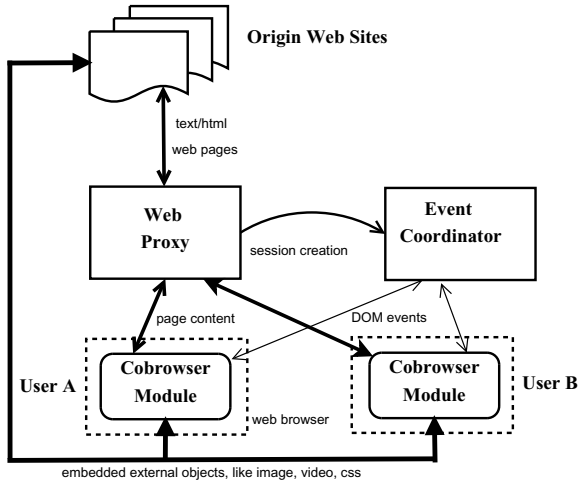 Origin Web Sites
text/html
web pages
Web
Proxy
Event
Coordinator
session creation
page content
DOM events
User A
Cobrowser
Module
Cobrowser
Module
User B
web browser
embedded external objects, like image, video, css